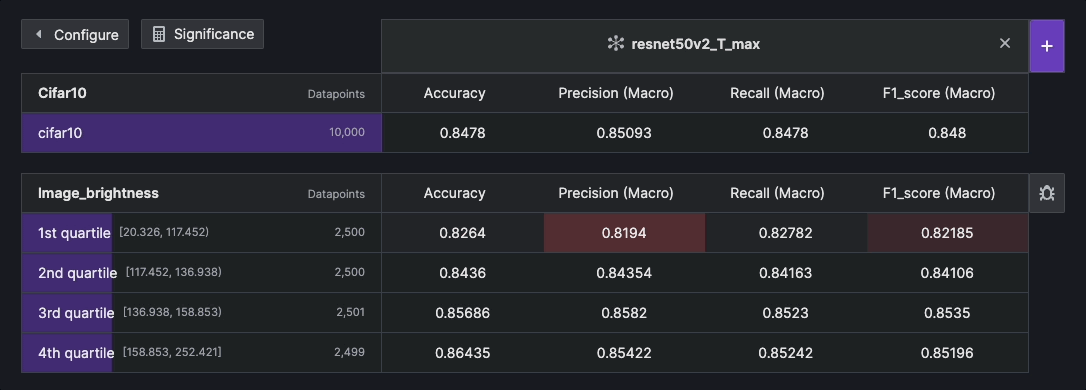 Configure Significance resnet50v2_T_max × +
Cifar10 Datapoints Accuracy Precision (Macro) Recall (Macro) F1_score (Macro)
cifar10 10,000 0.8478 0.85093 0.8478 0.848
Image_brightness Datapoints Accuracy Precision (Macro) Recall (Macro) F1_score (Macro)
1st quartile [20.326, 117.452) 2,500 0.8264 0.8194 0.82782 0.82185
2nd quartile [117.452, 136.938) 2,500 0.8436 0.84354 0.84163 0.84106
3rd quartile [136.938, 158.853) 2,501 0.85686 0.8582 0.8523 0.8535
4th quartile [158.853, 252.421] 2,499 0.86435 0.85422 0.85242 0.85196